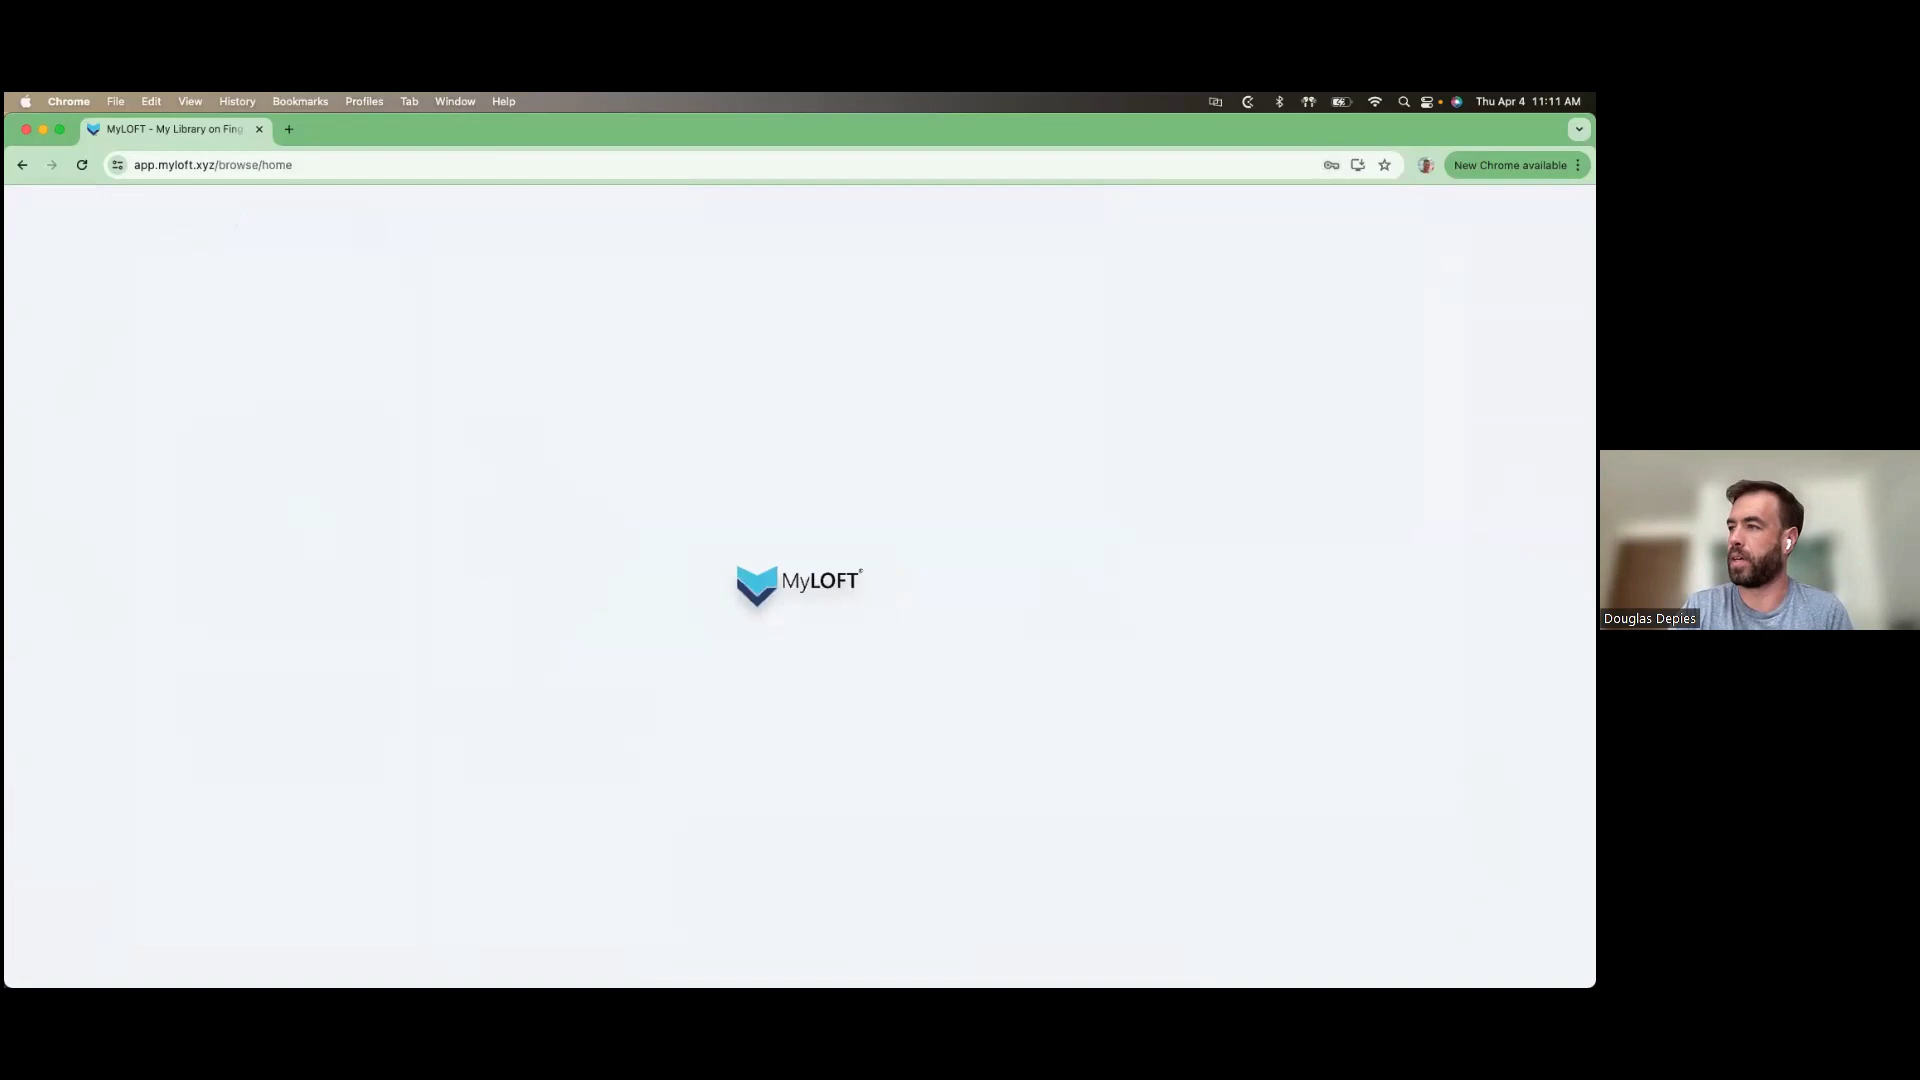 Chrome File Edit View History Bookmarks Profiles Tab Window Help Thu Apr 4 11:11 AM
MyLOFT - My Library on Fing
app.myloft.xyz/browse/home New Chrome available
MyLOFT®
Douglas Depies